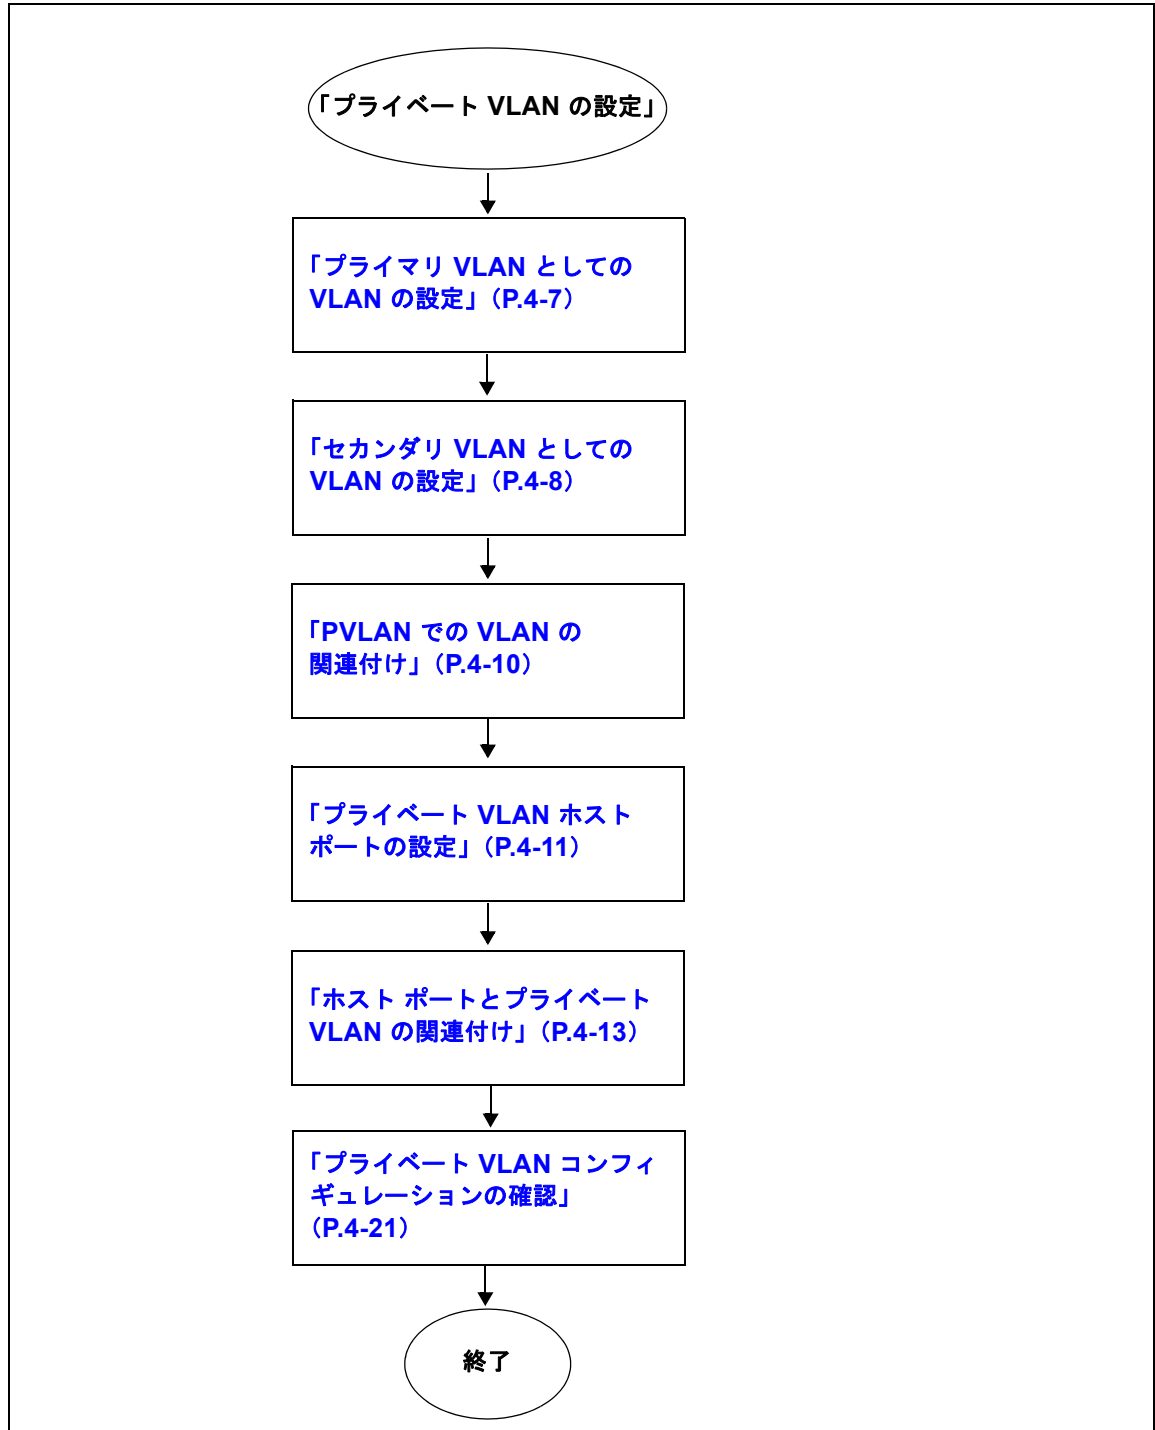 「プライベート VLAN の設定」
「プライマリ VLAN としての
VLAN の設定」(P.4-7)
「セカンダリ VLAN としての
VLAN の設定」(P.4-8)
「PVLAN での VLAN の
関連付け」(P.4-10)
「プライベート VLAN ホスト
ポートの設定」(P.4-11)
「ホスト ポートとプライベート
VLAN の関連付け」(P.4-13)
「プライベート VLAN コンフィ
ギュレーションの確認」
(P.4-21)
終了